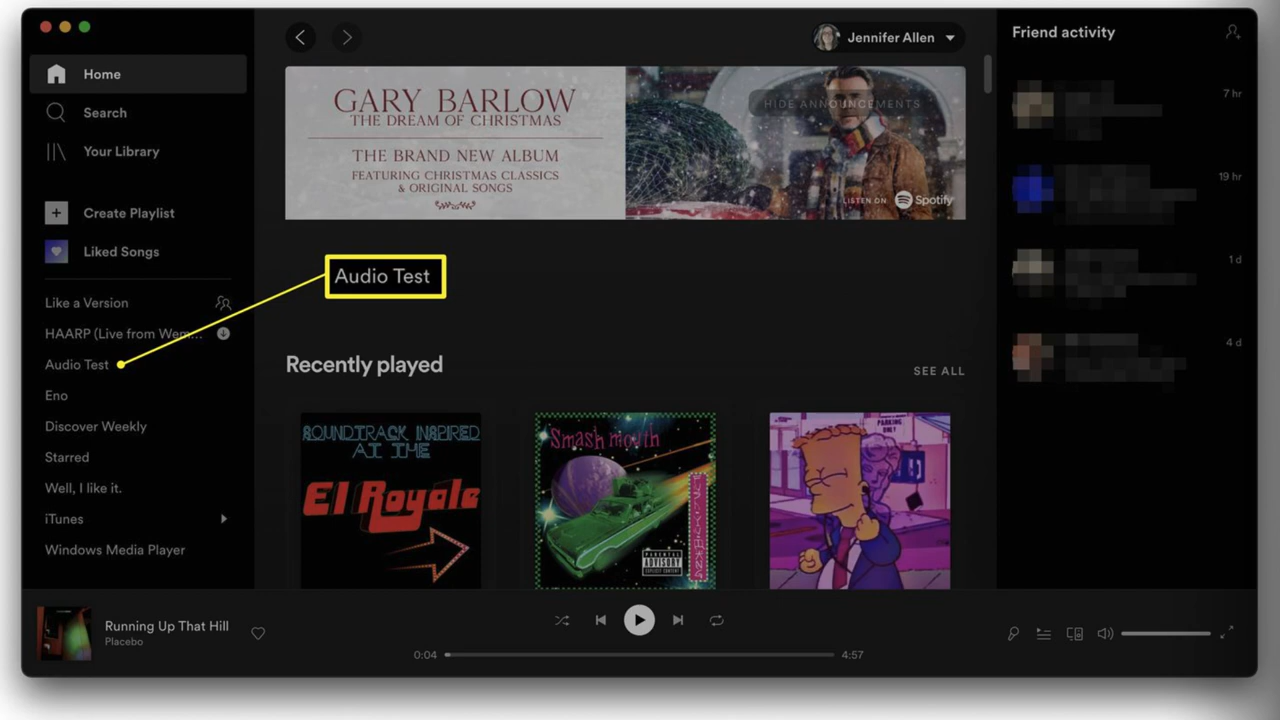 Home
Search
Your Library
Create Playlist
Liked Songs
Like a Version
HAARP (Live from Wem...
Audio Test
Eno
Discover Weekly
Starred
Well, I like it.
iTunes
Windows Media Player
Jennifer Allen
GARY BARLOW
THE DREAM OF CHRISTMAS
THE BRAND NEW ALBUM
FEATURING CHRISTMAS CLASSICS
& ORIGINAL SONGS
HIDE ANNOUNCEMENTS
LISTEN ON Spotify
Audio Test
Recently played
SEE ALL
SOUNDTRACK INSPIRED
AT THE
El Royale
Smash mouth
PARENTAL
ADVISORY
EXPLICIT CONTENT
PARKING
ONLY
Friend activity
7 hr
19 hr
1 d
4 d
Running Up That Hill
Placebo
0:04
4:57